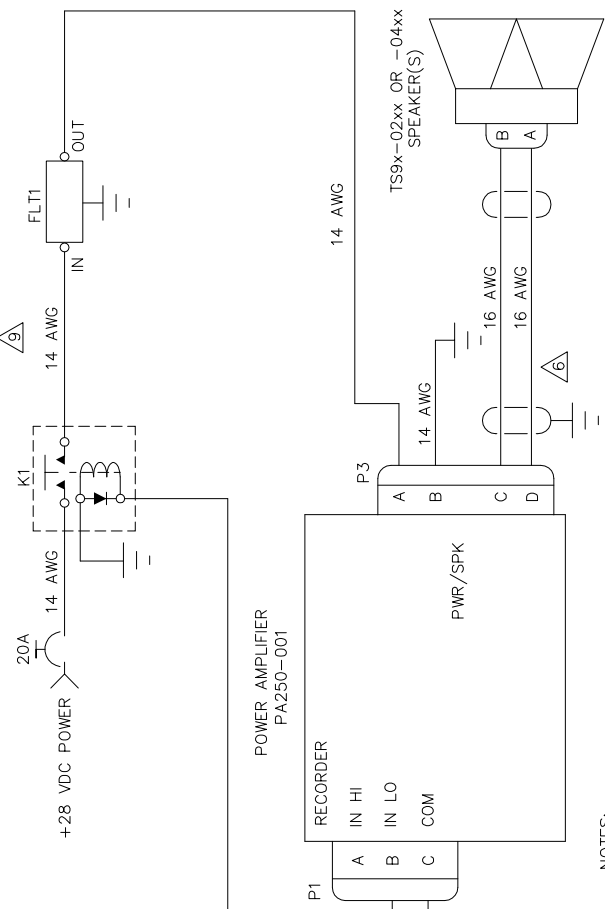 +28 VDC POWER
20A
14 AWG
K1
14 AWG
9
IN
FLT1
OUT
14 AWG
POWER AMPLIFIER
PA250-001
P1
A
B
C
RECORDER
IN HI
IN LO
COM
PWR/SPK
P3
A
B
C
D
14 AWG
16 AWG
16 AWG
6
B
A
TS9x-02xx OR -04xx
SPEAKER(S)
NOTES: